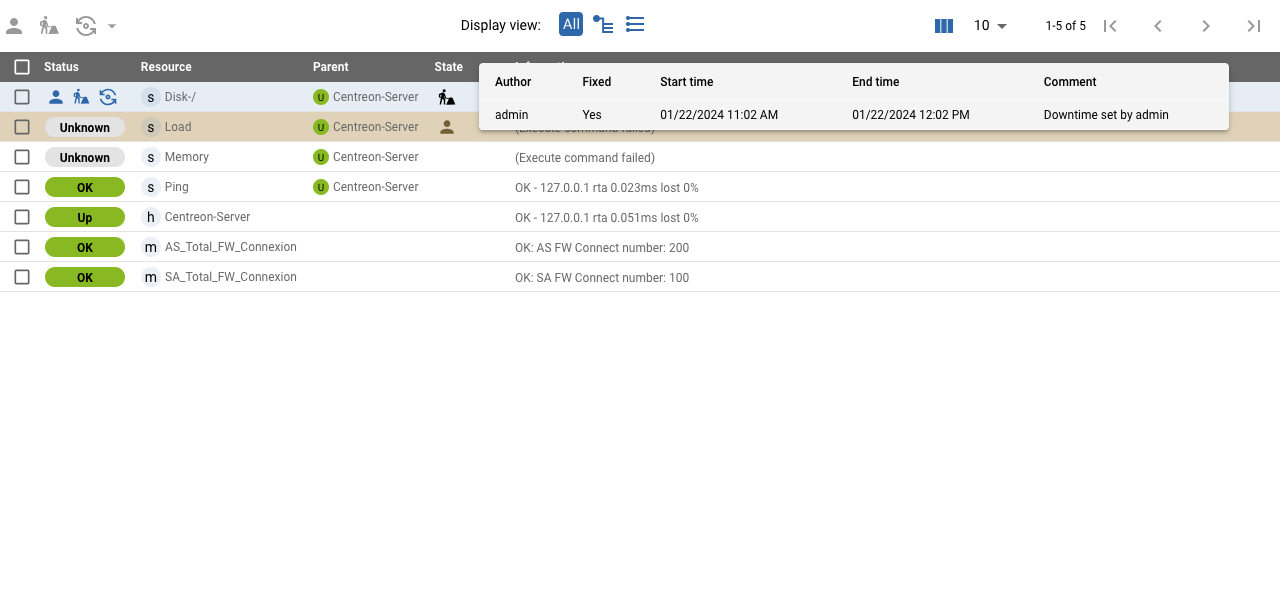 Display view: All 10 1-5 of 5
Status Resource Parent State
Author Fixed Start time End time Comment
admin Yes 01/22/2024 11:02 AM 01/22/2024 12:02 PM Downtime set by admin
s Disk-/ U Centreon-Server
Unknown s Load U Centreon-Server (Execute command failed)
Unknown s Memory U Centreon-Server (Execute command failed)
OK s Ping U Centreon-Server OK - 127.0.0.1 rta 0.023ms lost 0%
Up h Centreon-Server OK - 127.0.0.1 rta 0.051ms lost 0%
OK m AS_Total_FW_Connexion OK: AS FW Connect number: 200
OK m SA_Total_FW_Connexion OK: SA FW Connect number: 100